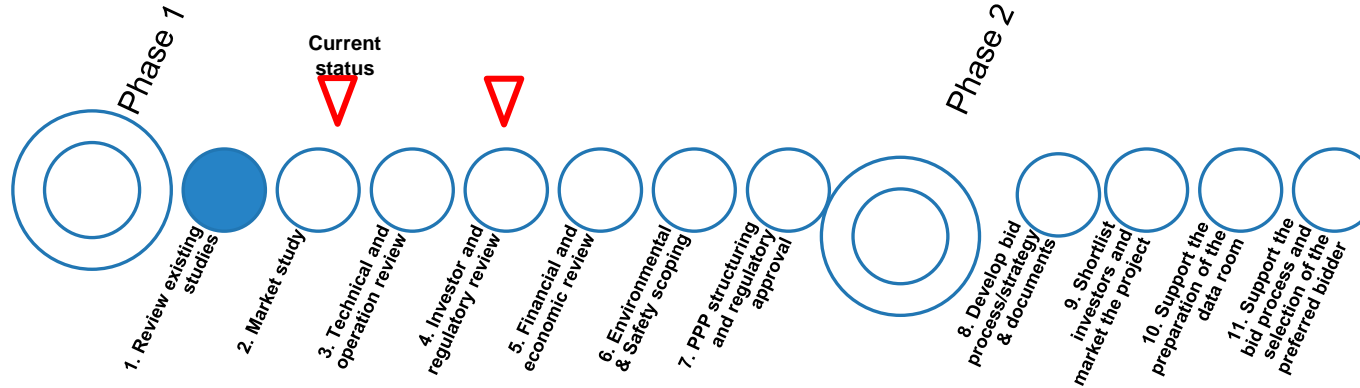 Phase 1
Current
status
Phase 2
1. Review existing
studies
2. Market study
3. Technical and
operation review
4. Investor and
regulatory review
5. Financial and
economic review
6. Environmental
& Safety scoping
7. PPP structuring
and regulatory
approval
8. Develop bid
process/strategy
& documents
9. Shortlist
investors and
market the project
10. Support the
preparation of the
data room
11. Support the
bid process and
selection of the
preferred bidder